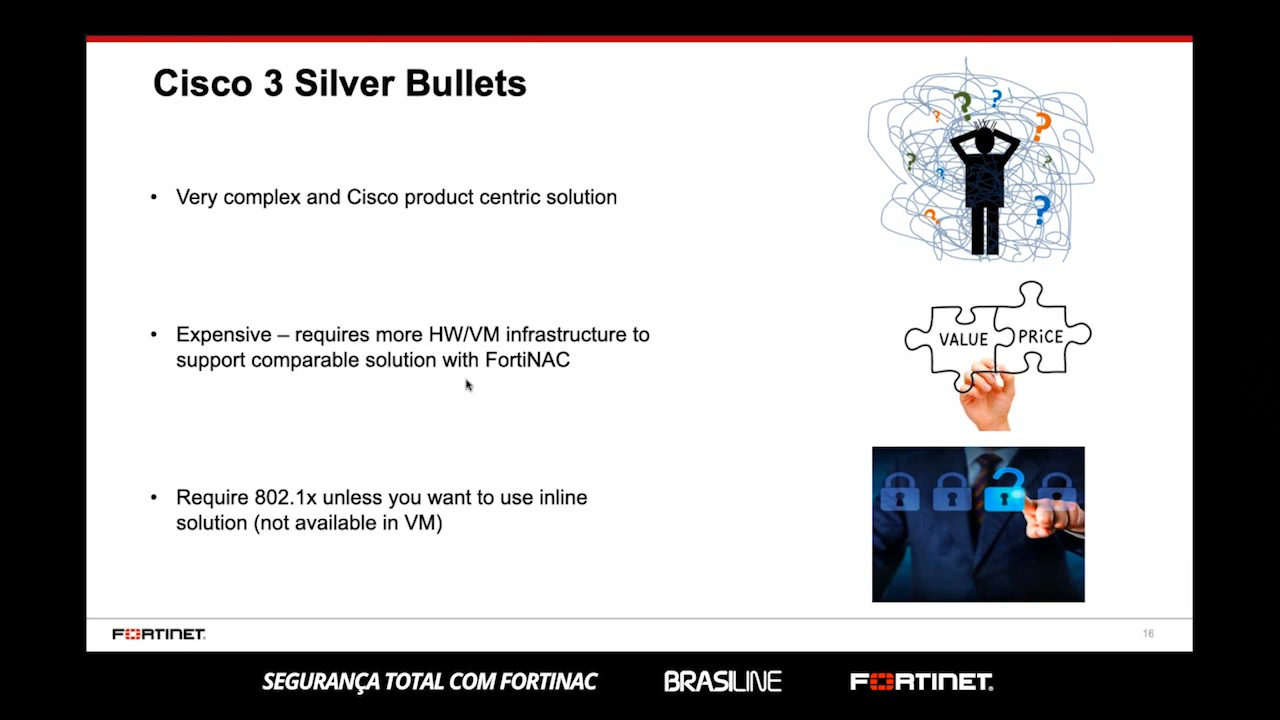 Cisco 3 Silver Bullets
? ? ? ? ? ? ? ? ?
• Very complex and Cisco product centric solution
• Expensive – requires more HW/VM infrastructure to
support comparable solution with FortiNAC
VALUE PRiCE
• Require 802.1x unless you want to use inline
solution (not available in VM)
?
FORTINET.
16
SEGURANÇA TOTAL COM FORTINAC
BRASILINE
FORTINET.